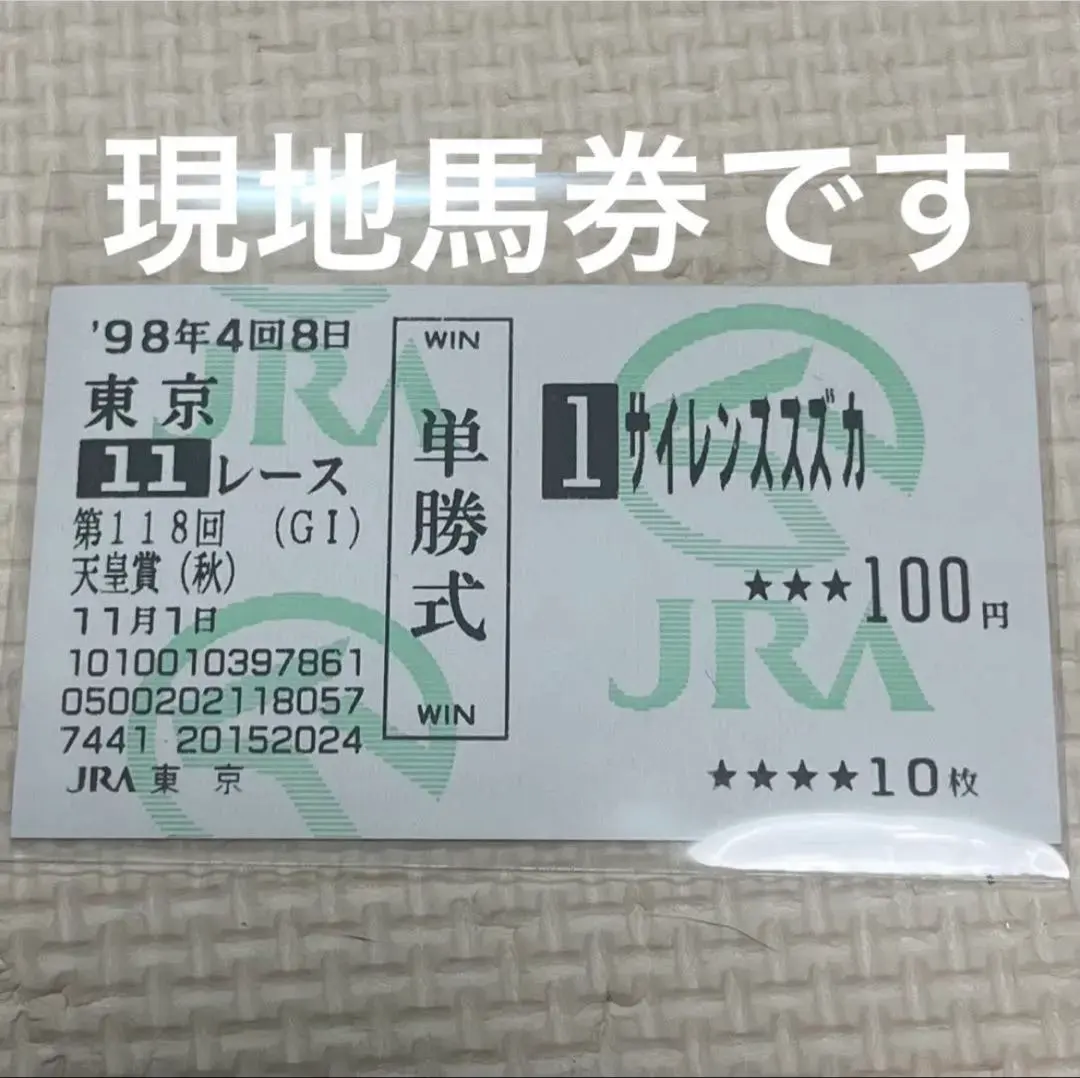 現地馬券です
'98年4回8日
東京
11レース
第118回 (GI)
天皇賞(秋)
11月1日
1010010397861
0500202118057
7441 20152024
JRA 東京
WIN
単勝式
WIN
1 サイレンススズカ
★★★100円
★★★★10枚
JRA
JRA